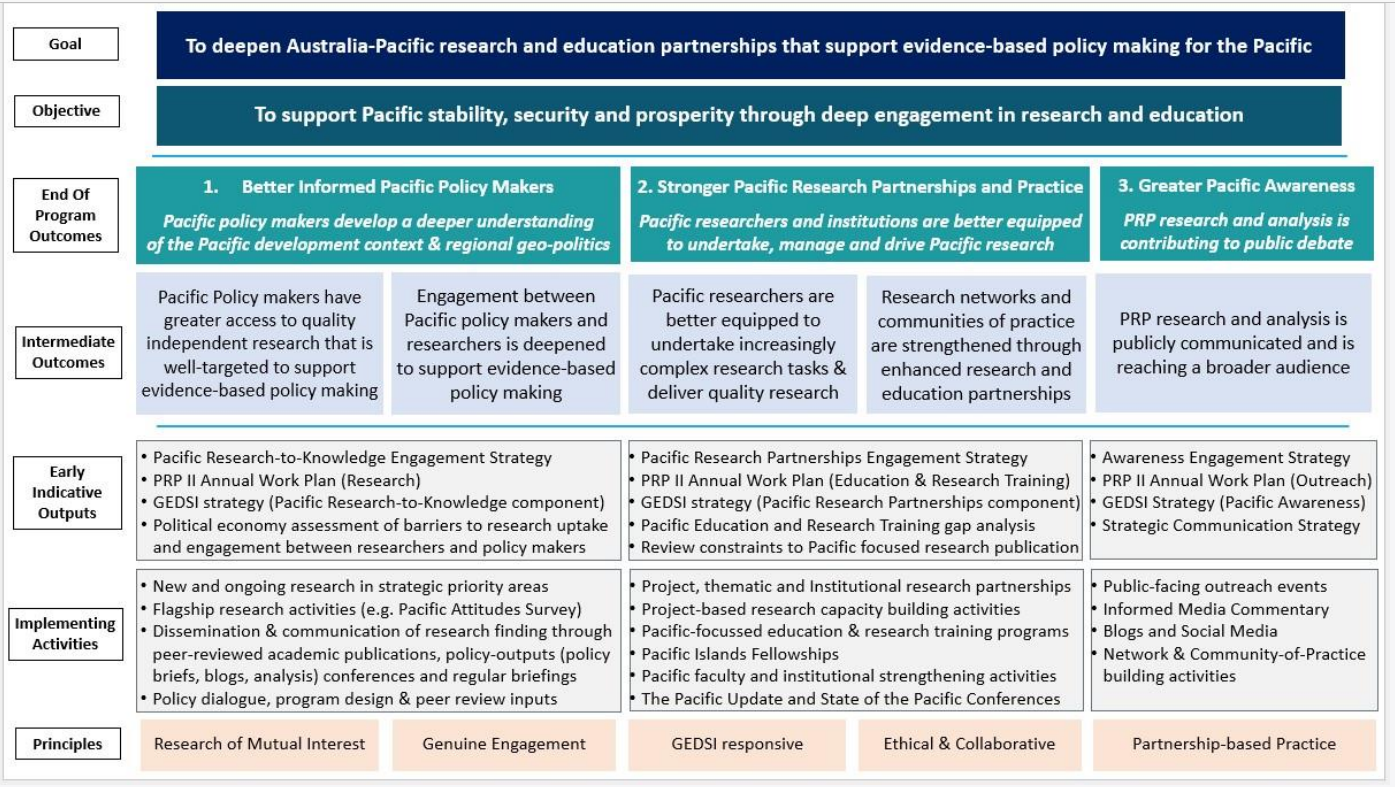 Goal
To deepen Australia-Pacific research and education partnerships that support evidence-based policy making for the Pacific
Objective
To support Pacific stability, security and prosperity through deep engagement in research and education
End Of
Program
Outcomes
1. Better Informed Pacific Policy Makers
Pacific policy makers develop a deeper understanding
of the Pacific development context & regional geo-politics
2. Stronger Pacific Research Partnerships and Practice
Pacific researchers and institutions are better equipped
to undertake, manage and drive Pacific research
3. Greater Pacific Awareness
PRP research and analysis is
contributing to public debate
Intermediate
Outcomes
Pacific Policy makers have
greater access to quality
independent research that is
well-targeted to support
evidence-based policy making
Engagement between
Pacific policy makers and
researchers is deepened
to support evidence-based
policy making
Pacific researchers are
better equipped to
undertake increasingly
complex research tasks &
deliver quality research
Research networks and
communities of practice
are strengthened through
enhanced research and
education partnerships
PRP research and analysis is
publicly communicated and is
reaching a broader audience
Early
Indicative
Outputs
• Pacific Research-to-Knowledge Engagement Strategy
• PRP II Annual Work Plan (Research)
• GEDSI strategy (Pacific Research-to-Knowledge component)
• Political economy assessment of barriers to research uptake
and engagement between researchers and policy makers
• Pacific Research Partnerships Engagement Strategy
• PRP II Annual Work Plan (Education & Research Training)
• GEDSI strategy (Pacific Research Partnerships component)
• Pacific Education and Research Training gap analysis
• Review constraints to Pacific focused research publication
• Awareness Engagement Strategy
• PRP II Annual Work Plan (Outreach)
• GEDSI Strategy (Pacific Awareness)
• Strategic Communication Strategy
Implementing
Activities
• New and ongoing research in strategic priority areas
• Flagship research activities (e.g. Pacific Attitudes Survey)
• Dissemination & communication of research finding through
peer-reviewed academic publications, policy-outputs (policy
briefs, blogs, analysis) conferences and regular briefings
• Policy dialogue, program design & peer review inputs
• Project, thematic and Institutional research partnerships
• Project-based research capacity building activities
• Pacific-focussed education & research training programs
• Pacific Islands Fellowships
• Pacific faculty and institutional strengthening activities
• The Pacific Update and State of the Pacific Conferences
• Public-facing outreach events
• Informed Media Commentary
• Blogs and Social Media
• Network & Community-of-Practice
building activities
Principles
Research of Mutual Interest
Genuine Engagement
GEDSI responsive
Ethical & Collaborative
Partnership-based Practice